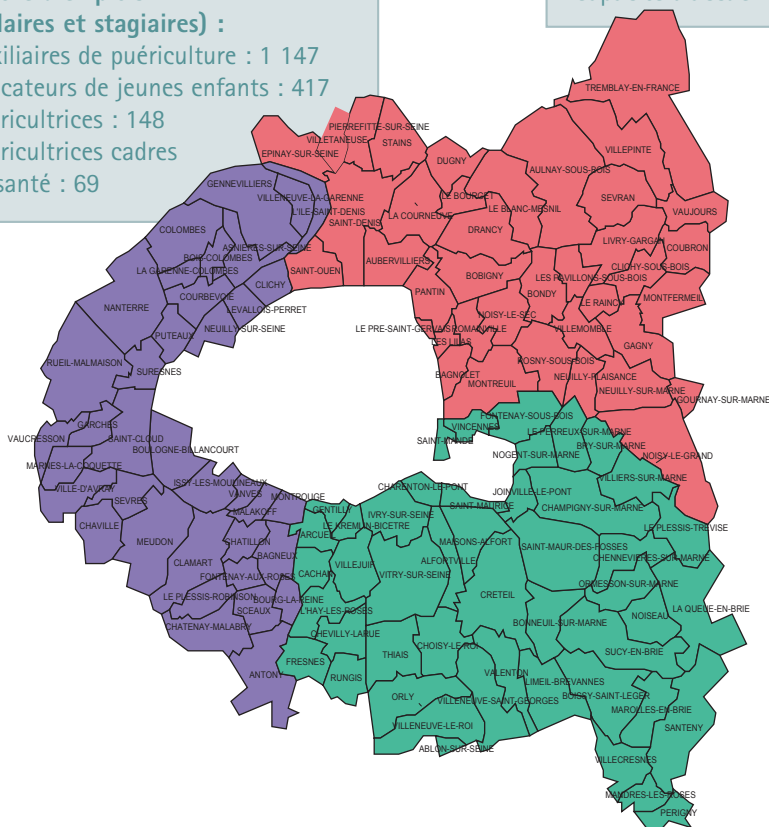 laires et stagiaires) :
iliaires de puériculture : 1 147
cateurs de jeunes enfants : 417
ricultrices : 148
ricultrices cadres
santé : 69
TREMBLAY-EN-FRANCE
PIERREFITTE-SUR-SEINE
VILLETANEUSE
STAINS
EPINAY-SUR-SEINE
DUGNY
VILLEPINTE
AULNAY-SOUS-BOIS
GENNEVILLIERS
VILLENEUVE-LA-GARENNE
L'ILE-SAINT-DENIS
SAINT-DENIS
LA COURNEUVE
LE BOURGET
LE BLANC-MESNIL
SEVRAN
VAUJOURS
COLOMBES
DRANCY
LIVRY-GARGAN
COUBRON
ASNIERES-SUR-SEINE
BOIS-COLOMBES
LA GARENNE-COLOMBES
SAINT-OUEN
AUBERVILLIERS
CLICHY-SOUS-BOIS
BOBIGNY
LES PAVILLONS-SOUS-BOIS
CLICHY
PANTIN
BONDY
COURBEVOIE
LE RAINCY
MONTFERMEIL
NANTERRE
LEVALLOIS-PERRET
NOISY-LE-SEC
NEUILLY-SUR-SEINE
LE PRE-SAINT-GERVAIS
ROMAINVILLE
VILLEMOMBLE
PUTEAUX
LES LILAS
GAGNY
RUEIL-MALMAISON
SURESNES
ROSNY-SOUS-BOIS
BAGNOLET
MONTREUIL
NEUILLY-PLAISANCE
NEUILLY-SUR-MARNE
GOURNAY-SUR-MARNE
GARCHES
FONTENAY-SOUS-BOIS
VAUCRESSON
SAINT-CLOUD
VINCENNES
LE PERREUX-SUR-MARNE
SAINT-MANDE
BRY-SUR-MARNE
BOULOGNE-BILLANCOURT
NOGENT-SUR-MARNE
NOISY-LE-GRAND
MARNES-LA-COQUETTE
VILLIERS-SUR-MARNE
ISSY-LES-MOULINEAUX
VILLE-D'AVRAY
CHARENTON-LE-PONT
JOINVILLE-LE-PONT
VANVES
MONTROUGE
SEVRES
SAINT-MAURICE
CHAMPIGNY-SUR-MARNE
MALAKOFF
GENTILLY
IVRY-SUR-SEINE
CHAVILLE
LE KREMLIN-BICETRE
LE PLESSIS-TREVISE
ARCUEIL
MEUDON
CHATILLON
MAISONS-ALFORT
SAINT-MAUR-DES-FOSSES
BAGNEUX
CHENNEVIERES-SUR-MARNE
CLAMART
VILLEJUIF
ALFORTVILLE
FONTENAY-AUX-ROSES
CACHAN
VITRY-SUR-SEINE
ORMESSON-SUR-MARNE
LE PLESSIS-ROBINSON
BOURG-LA-REINE
CRETEIL
SCEAUX
L'HAY-LES-ROSES
LA QUEUE-EN-BRIE
NOISEAU
CHATENAY-MALABRY
BONNEUIL-SUR-MARNE
CHEVILLY-LARUE
CHOISY-LE-ROI
THIAIS
SUCY-EN-BRIE
FRESNES
ANTONY
VALENTON
RUNGIS
LIMEIL-BREVANNES
ORLY
VILLENEUVE-SAINT-GEORGES
BOISSY-SAINT-LEGER
MAROLLES-EN-BRIE
VILLENEUVE-LE-ROI
SANTENY
ABLON-SUR-SEINE
VILLECRESNES
MANDRES-LES-ROSES
PERIGNY